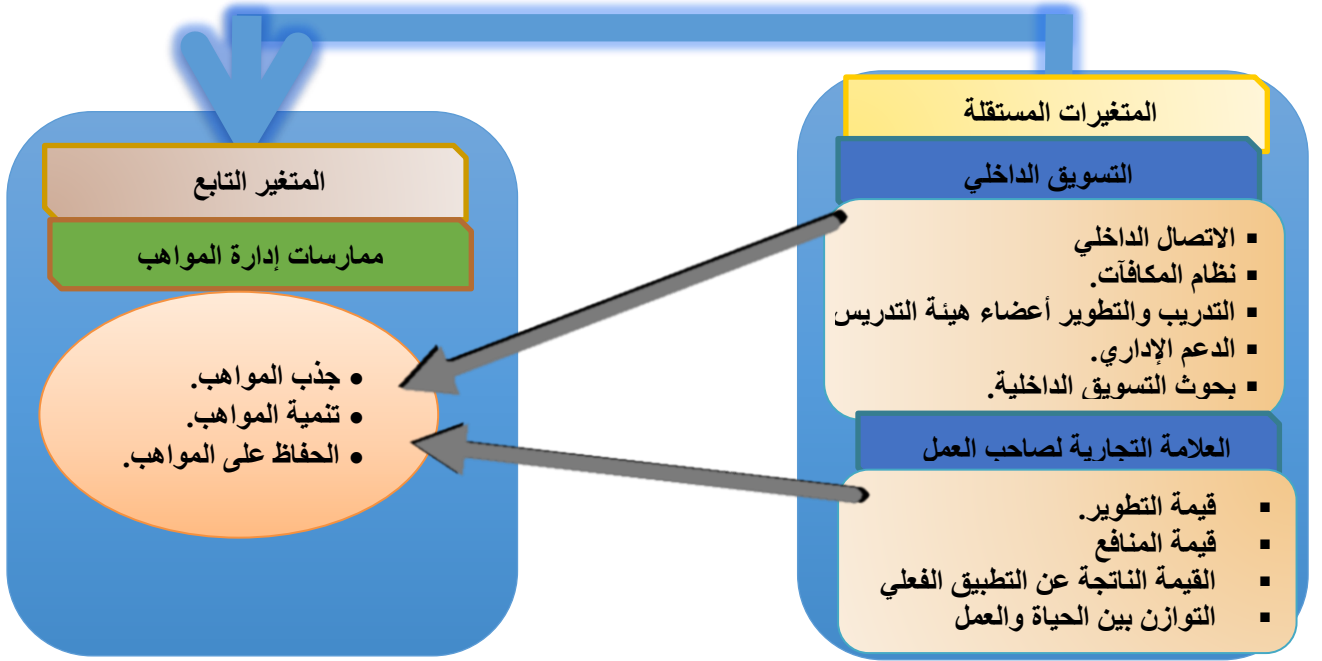 المتغيرات المستقلة
التسويق الداخلي
▪ الاتصال الداخلي
▪ نظام المكافآت.
▪ التدريب والتطوير أعضاء هيئة التدريس
▪ الدعم الإداري.
▪ بحوث التسويق الداخلية.
العلامة التجارية لصاحب العمل
▪ قيمة التطوير.
▪ قيمة المنافع
▪ القيمة الناتجة عن التطبيق الفعلي
▪ التوازن بين الحياة والعمل
المتغير التابع
ممارسات إدارة المواهب
• جذب المواهب.
• تنمية المواهب.
• الحفاظ على المواهب.